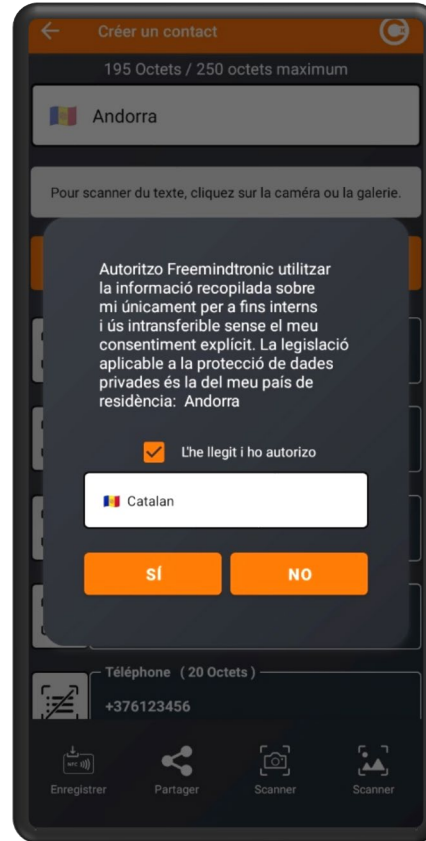 Créer un contact
195 Octets / 250 octets maximum
Andorra
Pour scanner du texte, cliquez sur la caméra ou la galerie.
Autoritzo Freemindtronic utilitzar
la informació recopilada sobre
mi únicament per a fins interns
i ús intransferible sense el meu
consentiment explícit. La legislació
aplicable a la protecció de dades
privades és la del meu país de
residència: Andorra
L'he llegit i ho autorizo
Catalan
SÍ
NO
Téléphone (20 Octets)
+376123456
NFC
Enregistrer
Partager
Scanner
Scanner